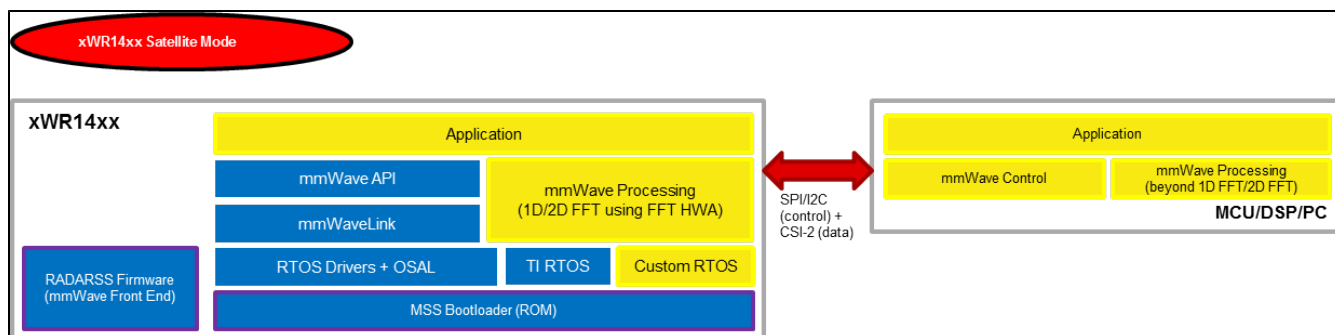 xWR14xx Satellite Mode
xWR14xx
Application
mmWave API
mmWave Processing
(1D/2D FFT using FFT HWA)
mmWaveLink
RADARSS Firmware
(mmWave Front End)
RTOS Drivers + OSAL
TI RTOS
Custom RTOS
MSS Bootloader (ROM)
SPI/I2C
(control) +
CSI-2 (data)
Application
mmWave Control
mmWave Processing
(beyond 1D FFT/2D FFT)
MCU/DSP/PC